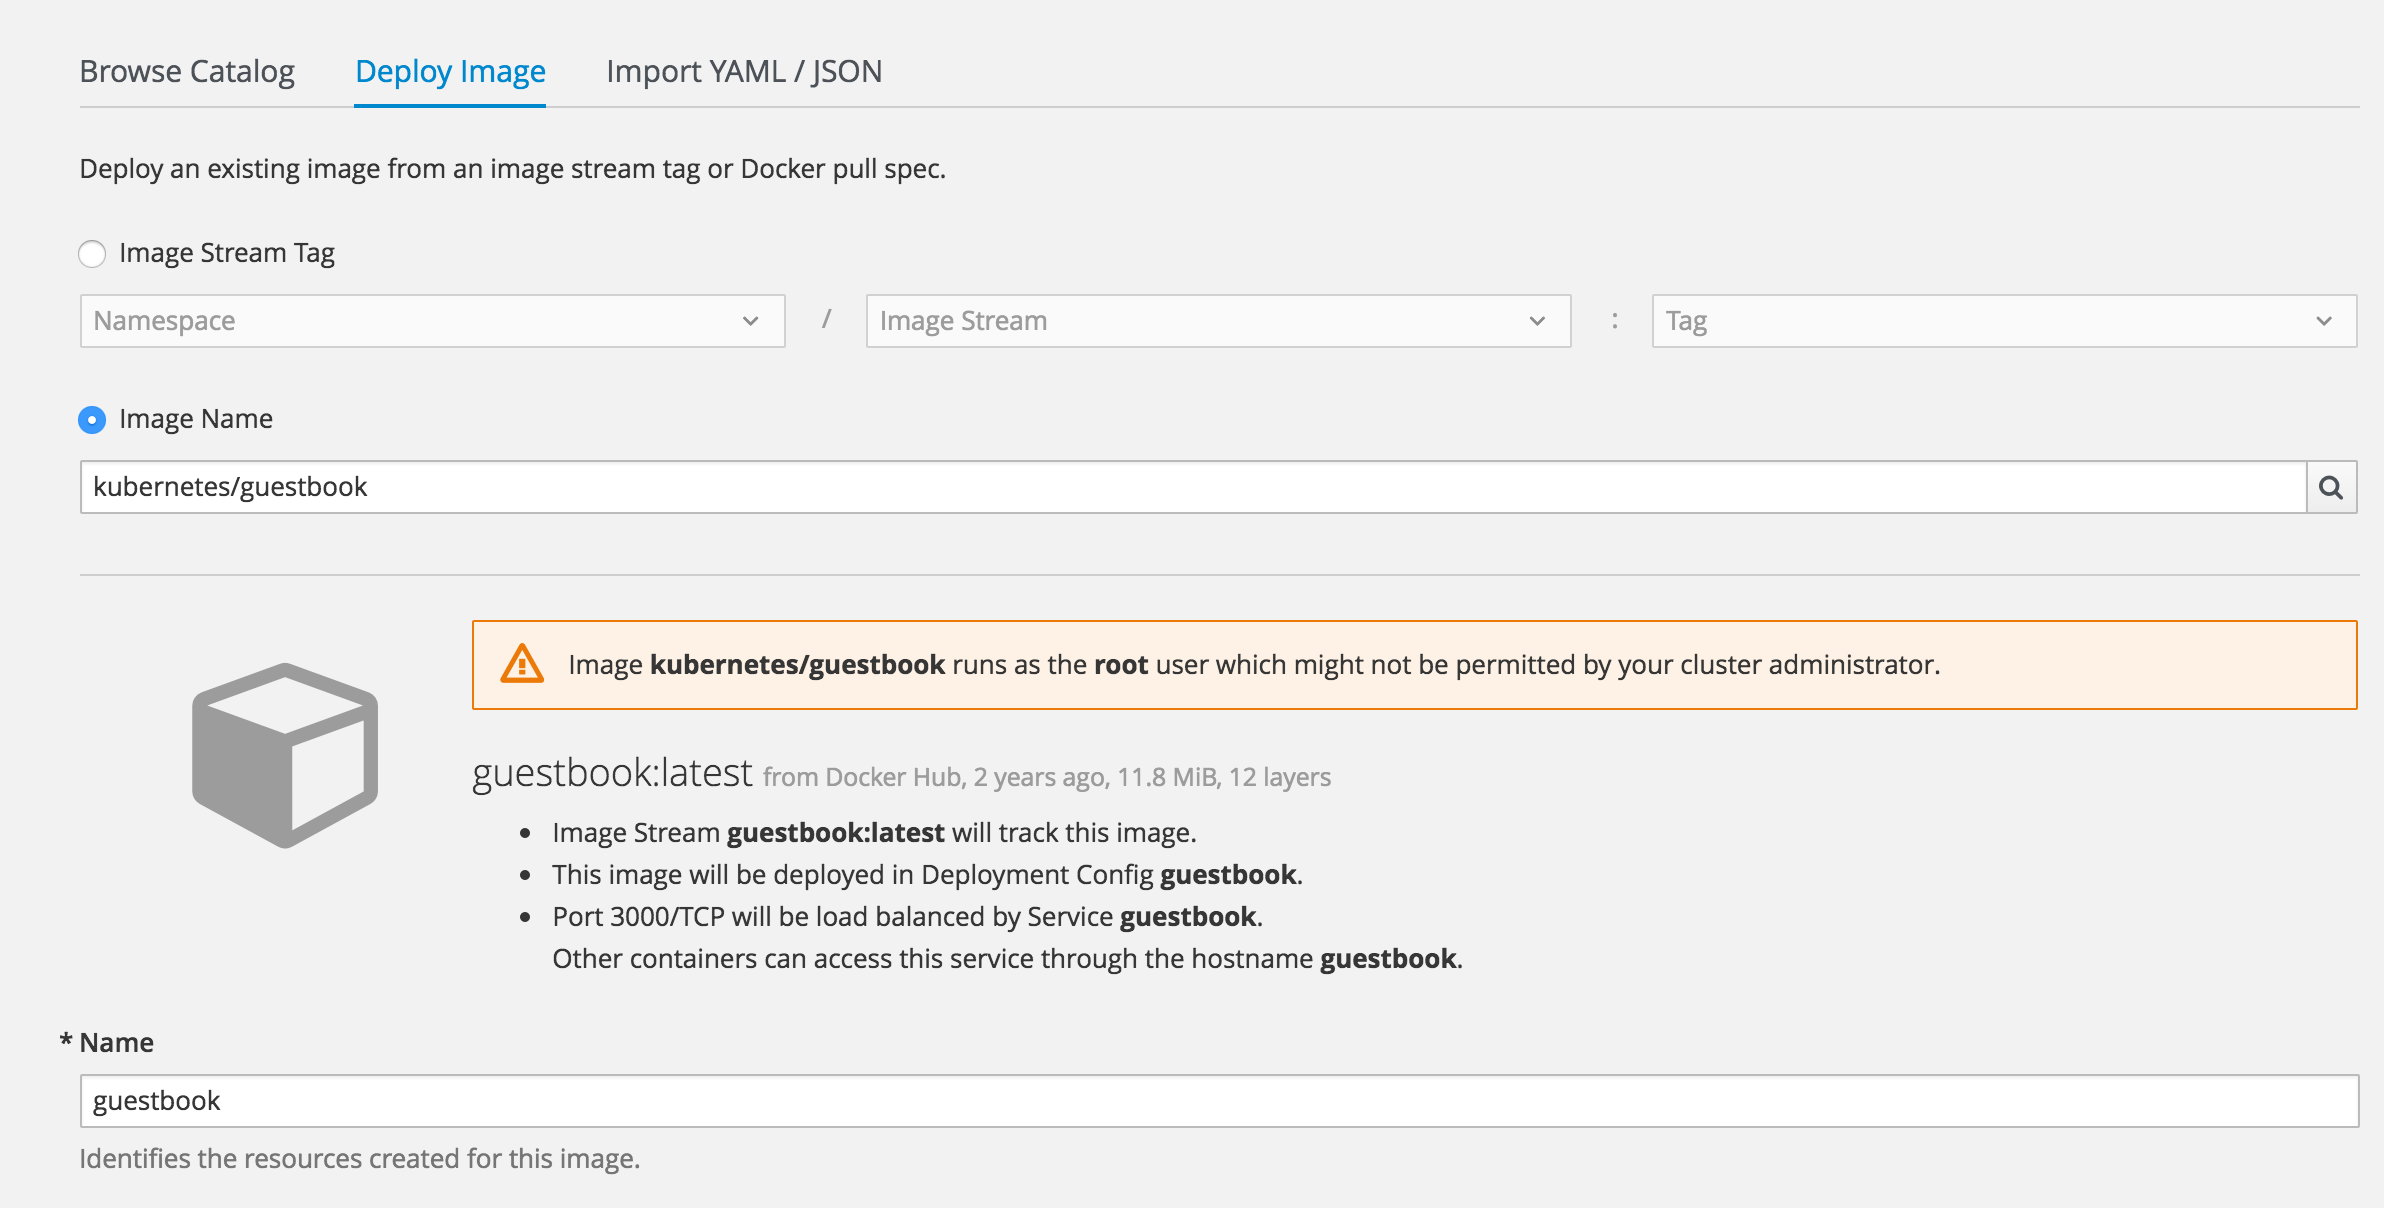 Browse Catalog Deploy Image Import YAML / JSON
Deploy an existing image from an image stream tag or Docker pull spec.
Image Stream Tag
Namespace / Image Stream : Tag
Image Name
kubernetes/guestbook
Image kubernetes/guestbook runs as the root user which might not be permitted by your cluster administrator.
guestbook:latest from Docker Hub, 2 years ago, 11.8 MiB, 12 layers
• Image Stream guestbook:latest will track this image.
• This image will be deployed in Deployment Config guestbook.
• Port 3000/TCP will be load balanced by Service guestbook.
Other containers can access this service through the hostname guestbook.
* Name
guestbook
Identifies the resources created for this image.